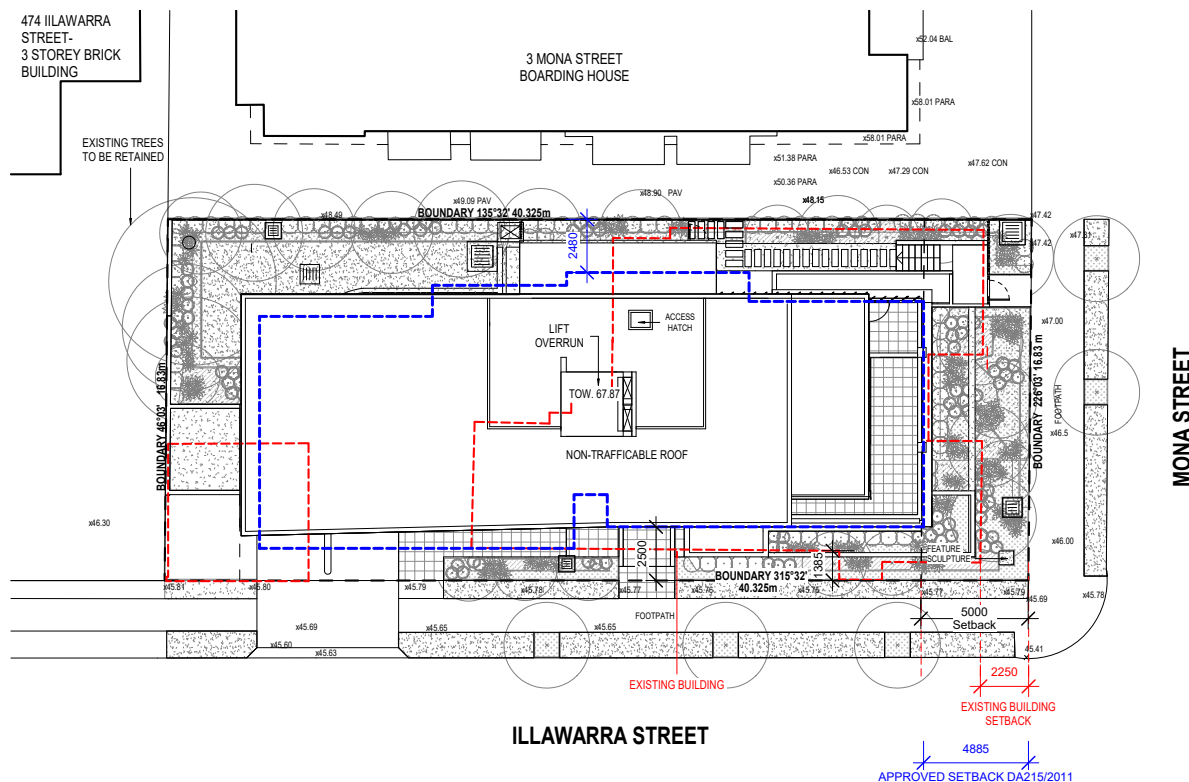 474 IILAWARRA
STREET-
3 STOREY BRICK
BUILDING
3 MONA STREET
BOARDING HOUSE
EXISTING TREES
TO BE RETAINED
x52.04 BAL
x58.01 PARA
x58.01 PARA
x51.38 PARA
x46.53 CON
x47.29 CON
x47.62 CON
x50.36 PARA
x49.09 PAV
x48.90 PAV
x48.15
x48.49
BOUNDARY 135°32' 40.325m
x47.42
x47.42
x47.61
2480
x47.00
ACCESS
HATCH
LIFT
OVERRUN
TOW. 67.87
NON-TRAFFICABLE ROOF
BOUNDARY 46°03' 16.83m
BOUNDARY 226°03' 16.83 m
FOOTPATH
x46.5
MONA STREET
x46.30
x46.00
2500
1385
FEATURE
SCULPTURE
BOUNDARY 315°32'
40.325m
x45.81
x45.80
x45.79
x45.78
x45.77
x45.76
x45.76
x45.77
x45.79
x45.69
x45.78
5000
Setback
FOOTPATH
x45.69
x45.60
x45.63
x45.65
x45.65
45.41
2250
EXISTING BUILDING
EXISTING BUILDING
SETBACK
ILLAWARRA STREET
4885
APPROVED SETBACK DA215/2011